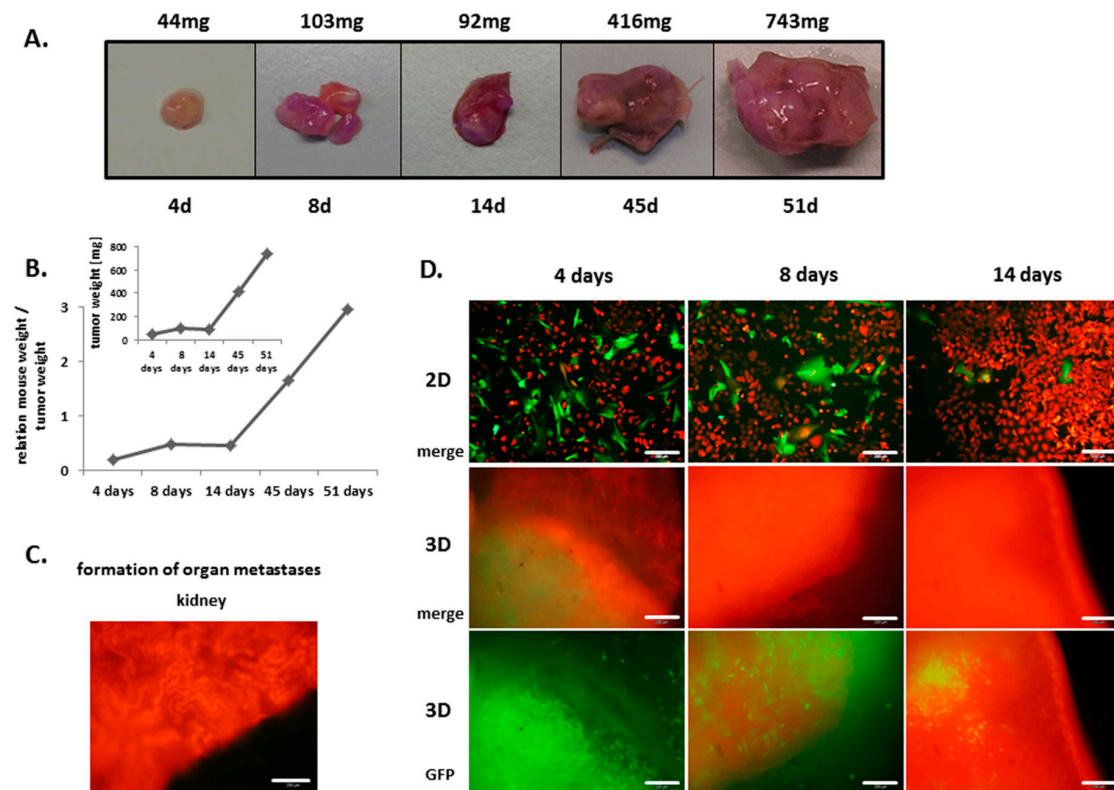 44mg 103mg 92mg 416mg 743mg
A.
4d 8d 14d 45d 51d
B.
tumor weight [mg]
800
600
400
200
0
4 days 8 days 14 days 45 days 51 days
relation mouse weight / tumor weight
3
2
1
0
4 days 8 days 14 days 45 days 51 days
C.
formation of organ metastases
kidney
D.
4 days 8 days 14 days
2D
merge
3D
merge
3D
GFP